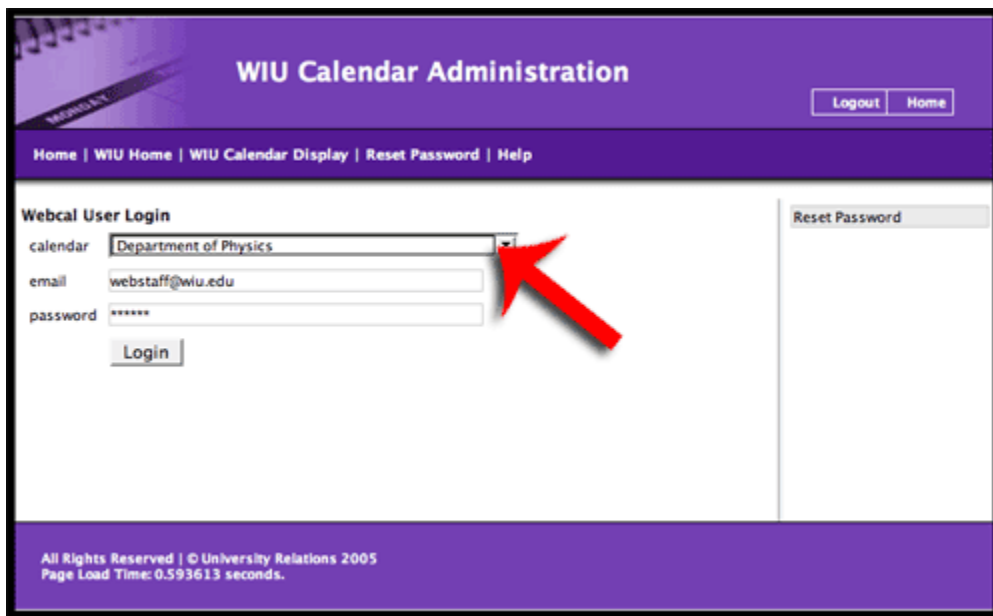 MONDAY
WIU Calendar Administration
Logout Home
Home | WIU Home | WIU Calendar Display | Reset Password | Help
Webcal User Login
calendar Department of Physics
email webstaff@wiu.edu
password ******
Login
Reset Password
All Rights Reserved | © University Relations 2005
Page Load Time: 0.593613 seconds.